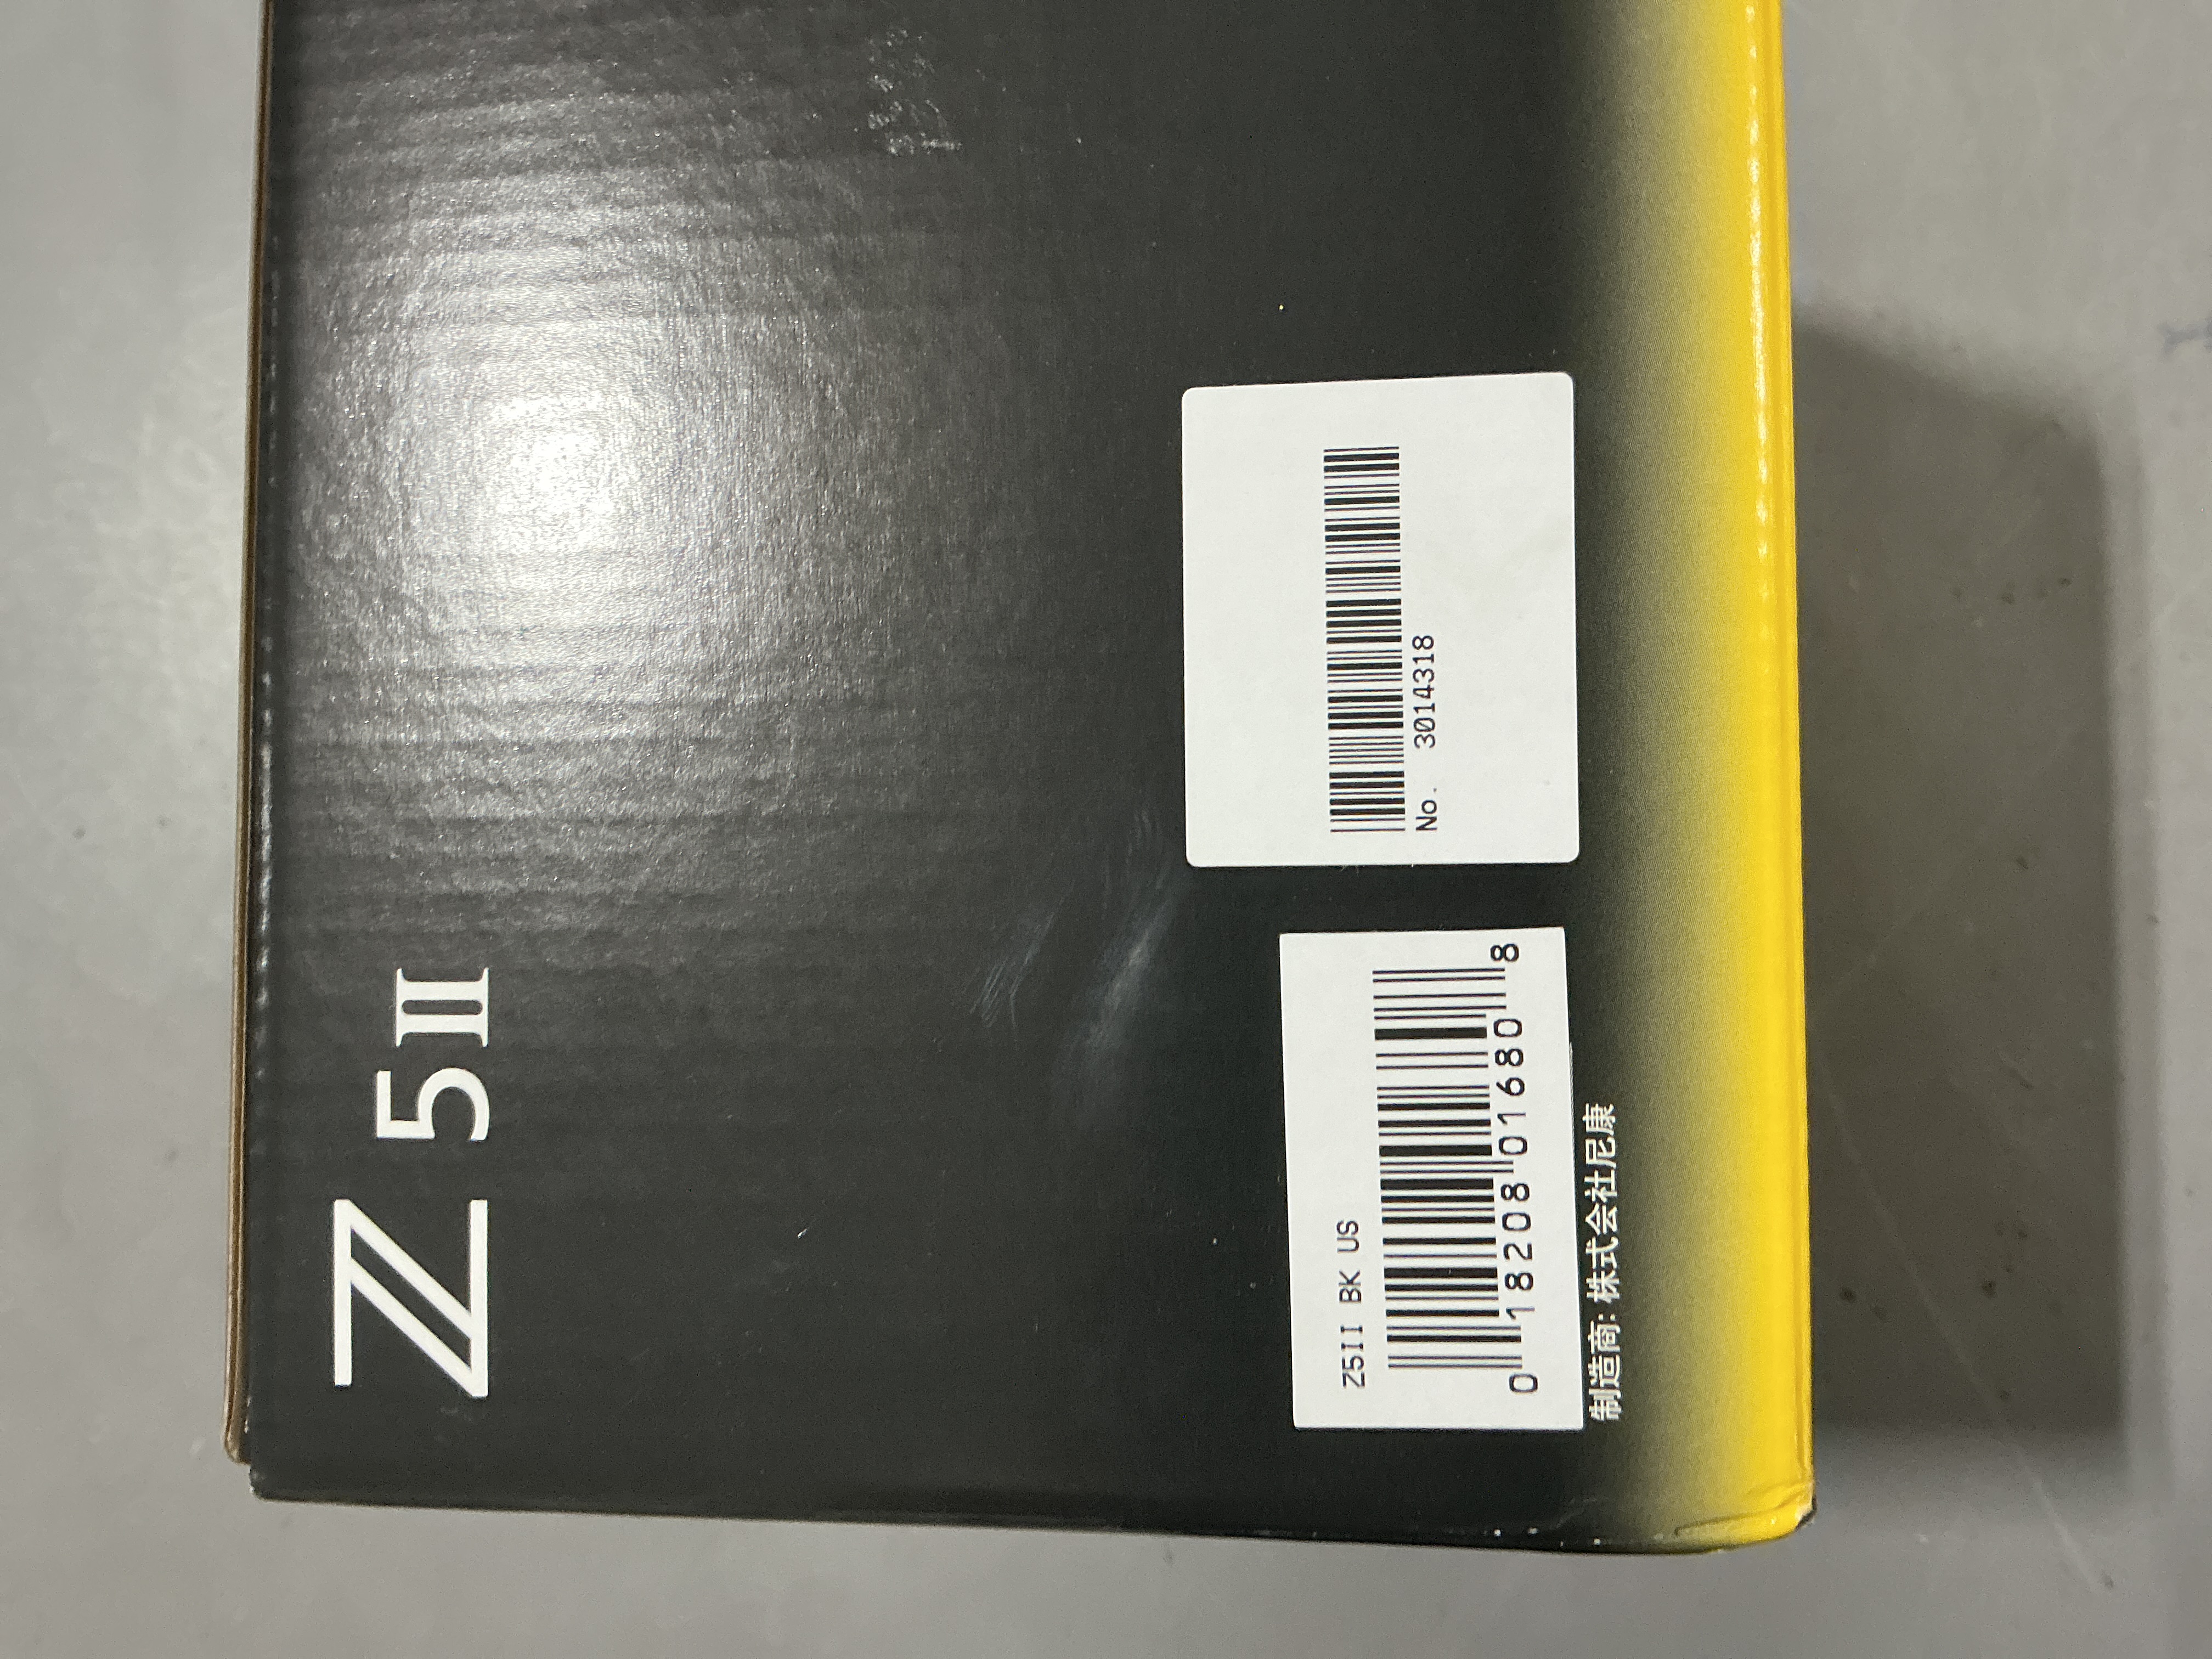 Z 5II
No. 3014318
Z5II BK US
0 18208 01680 8
制造商: 株式会社尼康